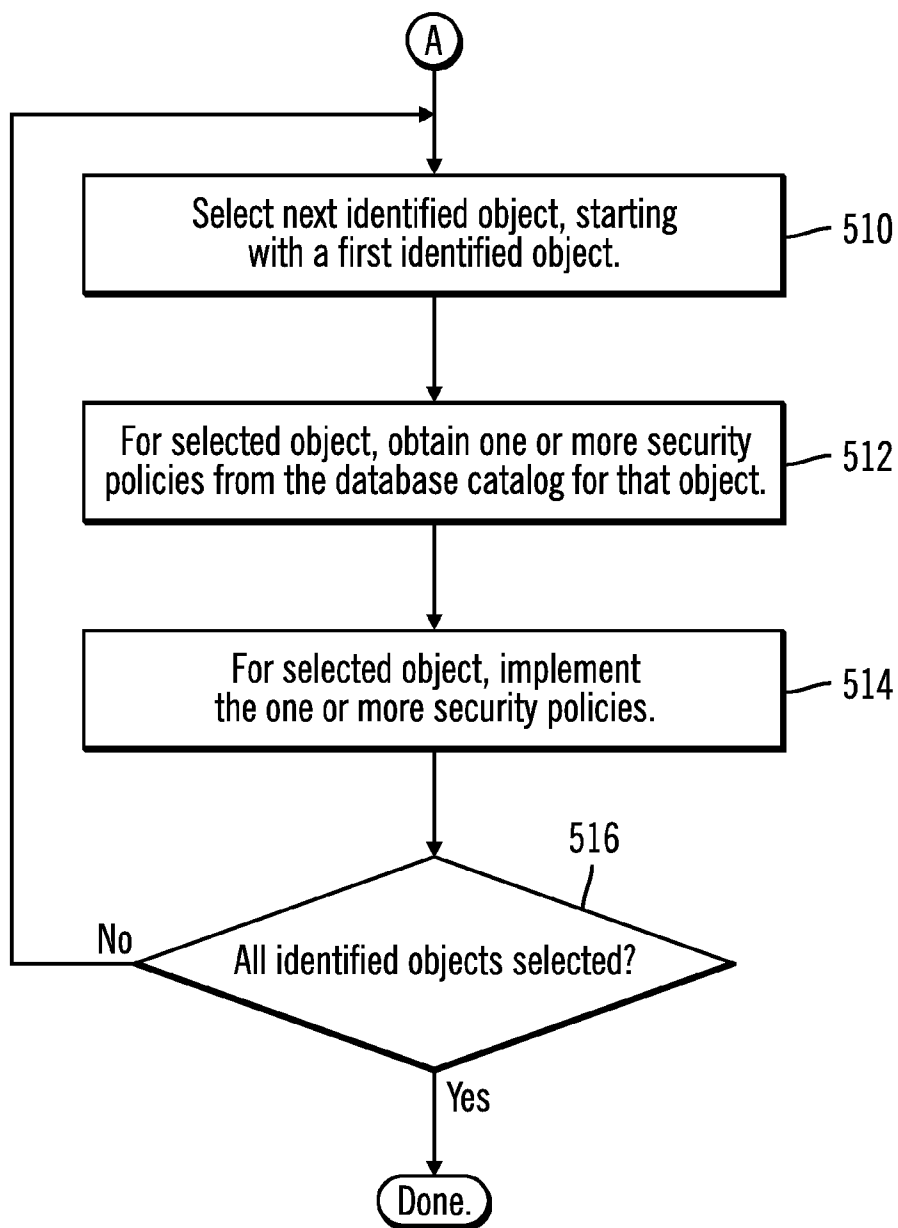 A
Select next identified object, starting
with a first identified object.
510
For selected object, obtain one or more security
policies from the database catalog for that object.
512
For selected object, implement
the one or more security policies.
514
516
No
All identified objects selected?
Yes
Done.